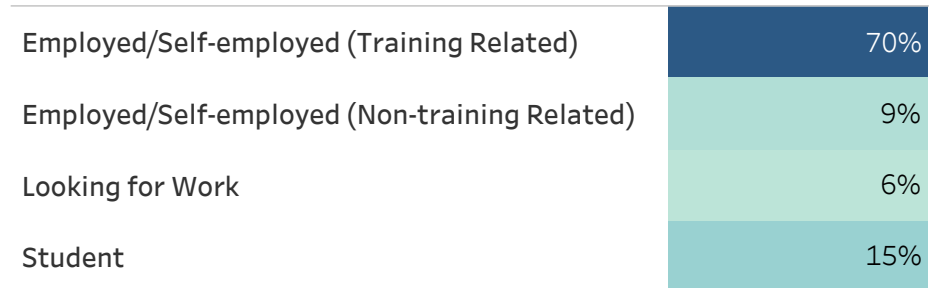 Employed/Self-employed (Training Related) 70%
Employed/Self-employed (Non-training Related) 9%
Looking for Work 6%
Student 15%